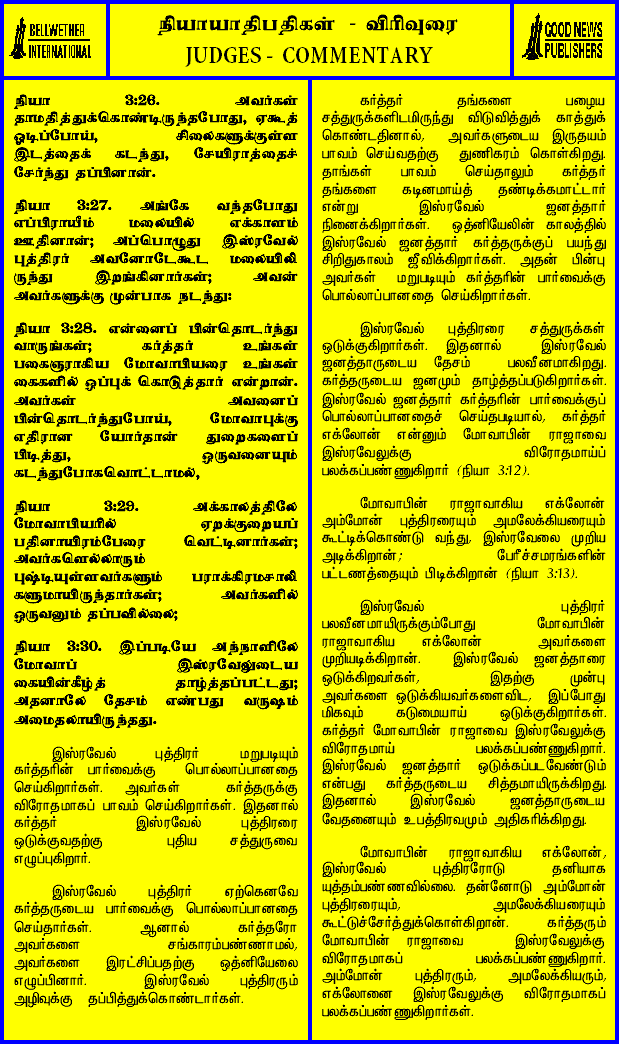 BELLWETHER
INTERNATIONAL
நியாயாதிபதிகள் - விரிவுரை
JUDGES - COMMENTARY
GOOD NEWS
PUBLISHERS
நியா 3:26. அவர்கள்
தாமதித்துக்கொண்டிருந்தபோது, ஏகூத்
ஓடிப்போய், சிலைகளுக்குள்ள
இடத்தைக் கடந்து, சேயிராத்தைச்
சேர்ந்து தப்பினான்.
நியா 3:27. அங்கே வந்தபோது
எப்பிராயீம் மலையில் எக்காளம்
ஊதினான்; அப்பொழுது இஸ்ரவேல்
புத்திரர் அவனோடேகூட மலையிலி
ருந்து இறங்கினார்கள்; அவன்
அவர்களுக்கு முன்பாக நடந்து:
நியா 3:28. என்னைப் பின்தொடர்ந்து
வாருங்கள்; கர்த்தர் உங்கள்
பகைஞராகிய மோவாபியரை உங்கள்
கைகளில் ஒப்புக் கொடுத்தார் என்றான்.
அவர்கள் அவனைப்
பின்தொடர்ந்துபோய், மோவாபுக்கு
எதிரான யோர்தான் துறைகளைப்
பிடித்து, ஒருவனையும்
கடந்துபோகவொட்டாமல்,
நியா 3:29. அக்காலத்திலே
மோவாபியரில் ஏறக்குறையப்
பதினாயிரம்பேரை வெட்டினார்கள்;
அவர்களெல்லாரும்
புஷ்டியுள்ளவர்களும் பராக்கிரமசாலி
களுமாயிருந்தார்கள்; அவர்களில்
ஒருவனும் தப்பவில்லை;
நியா 3:30. இப்படியே அந்நாளிலே
மோவாப் இஸ்ரவேலுடைய
கையின்கீழ்த் தாழ்த்தப்பட்டது;
அதனாலே தேசம் எண்பது வருஷம்
அமைதலாயிருந்தது.
இஸ்ரவேல் புத்திரர் மறுபடியும்
கர்த்தரின் பார்வைக்கு பொல்லாப்பானதை
செய்கிறார்கள். அவர்கள் கர்த்தருக்கு
விரோதமாகப் பாவம் செய்கிறார்கள். இதனால்
கர்த்தர் இஸ்ரவேல் புத்திரரை
ஒடுக்குவதற்கு புதிய சத்துருவை
எழுப்புகிறார்.
இஸ்ரவேல் புத்திரர் ஏற்கெனவே
கர்த்தருடைய பார்வைக்கு பொல்லாப்பானதை
செய்தார்கள். ஆனால் கர்த்தரோ
அவர்களை சங்காரம்பண்ணாமல்,
அவர்களை இரட்சிப்பதற்கு ஒத்னியேலை
எழுப்பினார். இஸ்ரவேல் புத்திரரும்
அழிவுக்கு தப்பித்துக்கொண்டார்கள்.
கர்த்தர் தங்களை பழைய
சத்துருக்களிடமிருந்து விடுவித்துக் காத்துக்
கொண்டதினால், அவர்களுடைய இருதயம்
பாவம் செய்வதற்கு துணிகரம் கொள்கிறது.
தாங்கள் பாவம் செய்தாலும் கர்த்தர்
தங்களை கடினமாய்த் தண்டிக்கமாட்டார்
என்று இஸ்ரவேல் ஜனத்தார்
நினைக்கிறார்கள். ஒத்னியேலின் காலத்தில்
இஸ்ரவேல் ஜனத்தார் கர்த்தருக்குப் பயந்து
சிறிதுகாலம் ஜீவிக்கிறார்கள். அதன் பின்பு
அவர்கள் மறுபடியும் கர்த்தரின் பார்வைக்கு
பொல்லாப்பானதை செய்கிறார்கள்.
இஸ்ரவேல் புத்திரரை சத்துருக்கள்
ஒடுக்குகிறார்கள். இதனால் இஸ்ரவேல்
ஜனத்தாருடைய தேசம் பலவீனமாகிறது.
கர்த்தருடைய ஜனமும் தாழ்த்தப்படுகிறார்கள்.
இஸ்ரவேல் ஜனத்தார் கர்த்தரின் பார்வைக்குப்
பொல்லாப்பானதைச் செய்தபடியால், கர்த்தர்
எக்லோன் என்னும் மோவாபின் ராஜாவை
இஸ்ரவேலுக்கு விரோதமாய்ப்
பலக்கப்பண்ணுகிறார் (நியா 3:12).
மோவாபின் ராஜாவாகிய எக்லோன்
அம்மோன் புத்திரரையும் அமலேக்கியரையும்
கூட்டிக்கொண்டு வந்து, இஸ்ரவேலை முறிய
அடிக்கிறான்; பேரீச்சமரங்களின்
பட்டணத்தையும் பிடிக்கிறான் (நியா 3:13).
இஸ்ரவேல் புத்திரர்
பலவீனமாயிருக்கும்போது மோவாபின்
ராஜாவாகிய எக்லோன் அவர்களை
முறியடிக்கிறான். இஸ்ரவேல் ஜனத்தாரை
ஒடுக்கிறவர்கள், இதற்கு முன்பு
அவர்களை ஒடுக்கியவர்களைவிட, இப்போது
மிகவும் கடுமையாய் ஒடுக்குகிறார்கள்.
கர்த்தர் மோவாபின் ராஜாவை இஸ்ரவேலுக்கு
விரோதமாய் பலக்கப்பண்ணுகிறார்.
இஸ்ரவேல் ஜனத்தார் ஒடுக்கப்படவேண்டும்
என்பது கர்த்தருடைய சித்தமாயிருக்கிறது.
இதனால் இஸ்ரவேல் ஜனத்தாருடைய
வேதனையும் உபத்திரவமும் அதிகரிக்கிறது.
மோவாபின் ராஜாவாகிய எக்லோன்,
இஸ்ரவேல் புத்திரரோடு தனியாக
யுத்தம்பண்ணவில்லை. தன்னோடு அம்மோன்
புத்திரரையும், அமலேக்கியரையும்
கூட்டுச்சேர்த்துக்கொள்கிறான். கர்த்தரும்
மோவாபின் ராஜாவை இஸ்ரவேலுக்கு
விரோதமாகப் பலக்கப்பண்ணுகிறார்.
அம்மோன் புத்திரரும், அமலேக்கியரும்,
எக்லோனை இஸ்ரவேலுக்கு விரோதமாகப்
பலக்கப்பண்ணுகிறார்கள்.